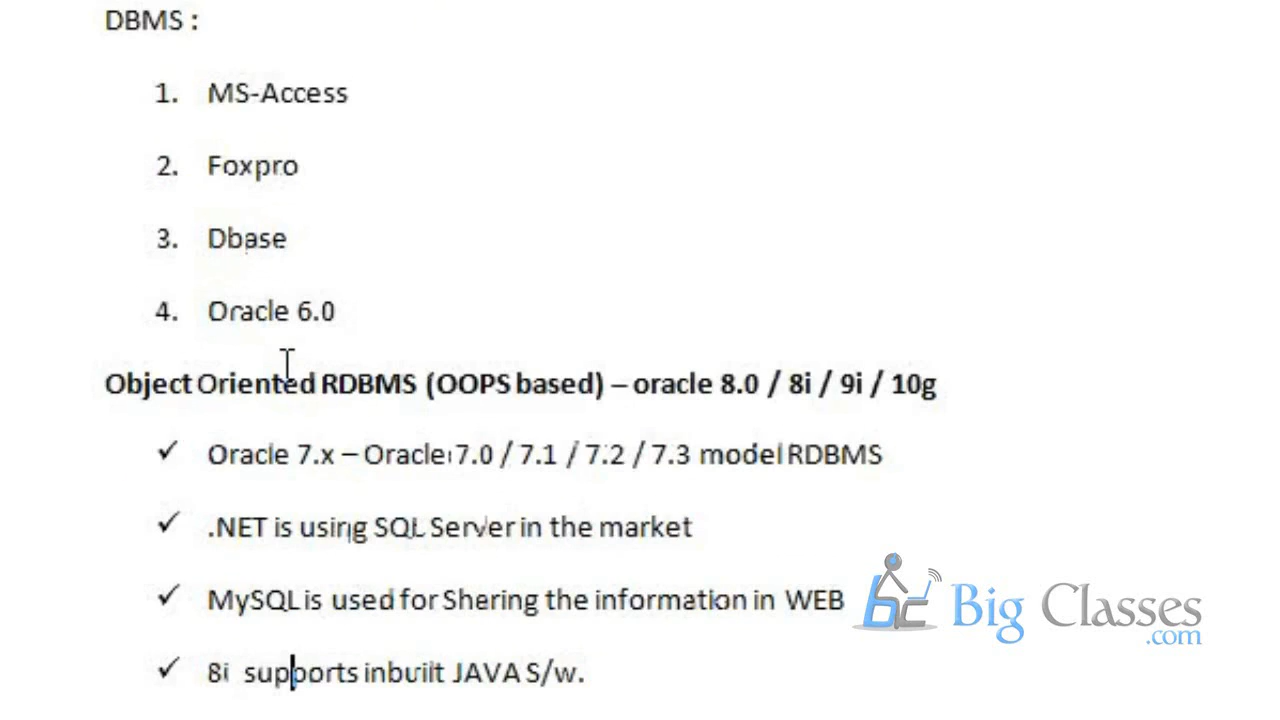 DBMS :
1. MS-Access
2. Foxpro
3. Dbase
4. Oracle 6.0
Object Oriented RDBMS (OOPS based) – oracle 8.0 / 8i / 9i / 10g
✓ Oracle 7.x – Oracle 7.0 / 7.1 / 7.2 / 7.3 model RDBMS
✓ .NET is using SQL Server in the market
✓ MySQL is used for Shering the information in WEB
✓ 8i supports inbuilt JAVA S/w.
bc Big Classes
.com